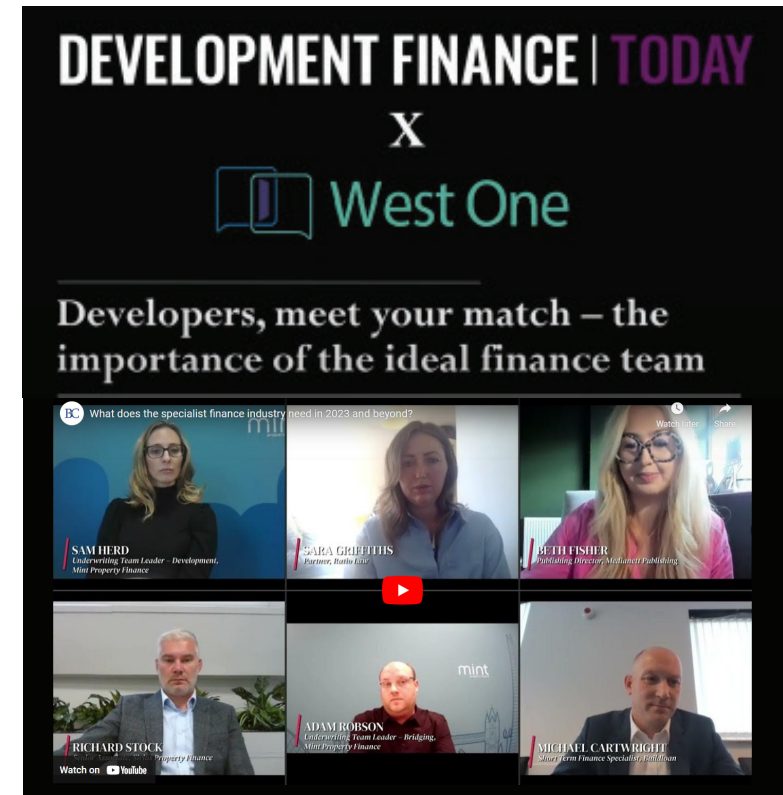 DEVELOPMENT FINANCE | TODAY
X
West One
Developers, meet your match – the
importance of the ideal finance team
BC What does the specialist finance industry need in 2023 and beyond?
Watch later Share
mint
SAM HERD
Underwriting Team Leader – Development,
Mint Property Finance
SARA GRIFFITHS
Partner, Ratio Law
BETH FISHER
Publishing Director, Medianett Publishing
mint
RICHARD STOCK
Property Finance
ADAM ROBSON
Underwriting Team Leader – Bridging,
Mint Property Finance
MICHAEL CARTWRIGHT
Short Term Finance Specialist, Buildloan
Watch on YouTube